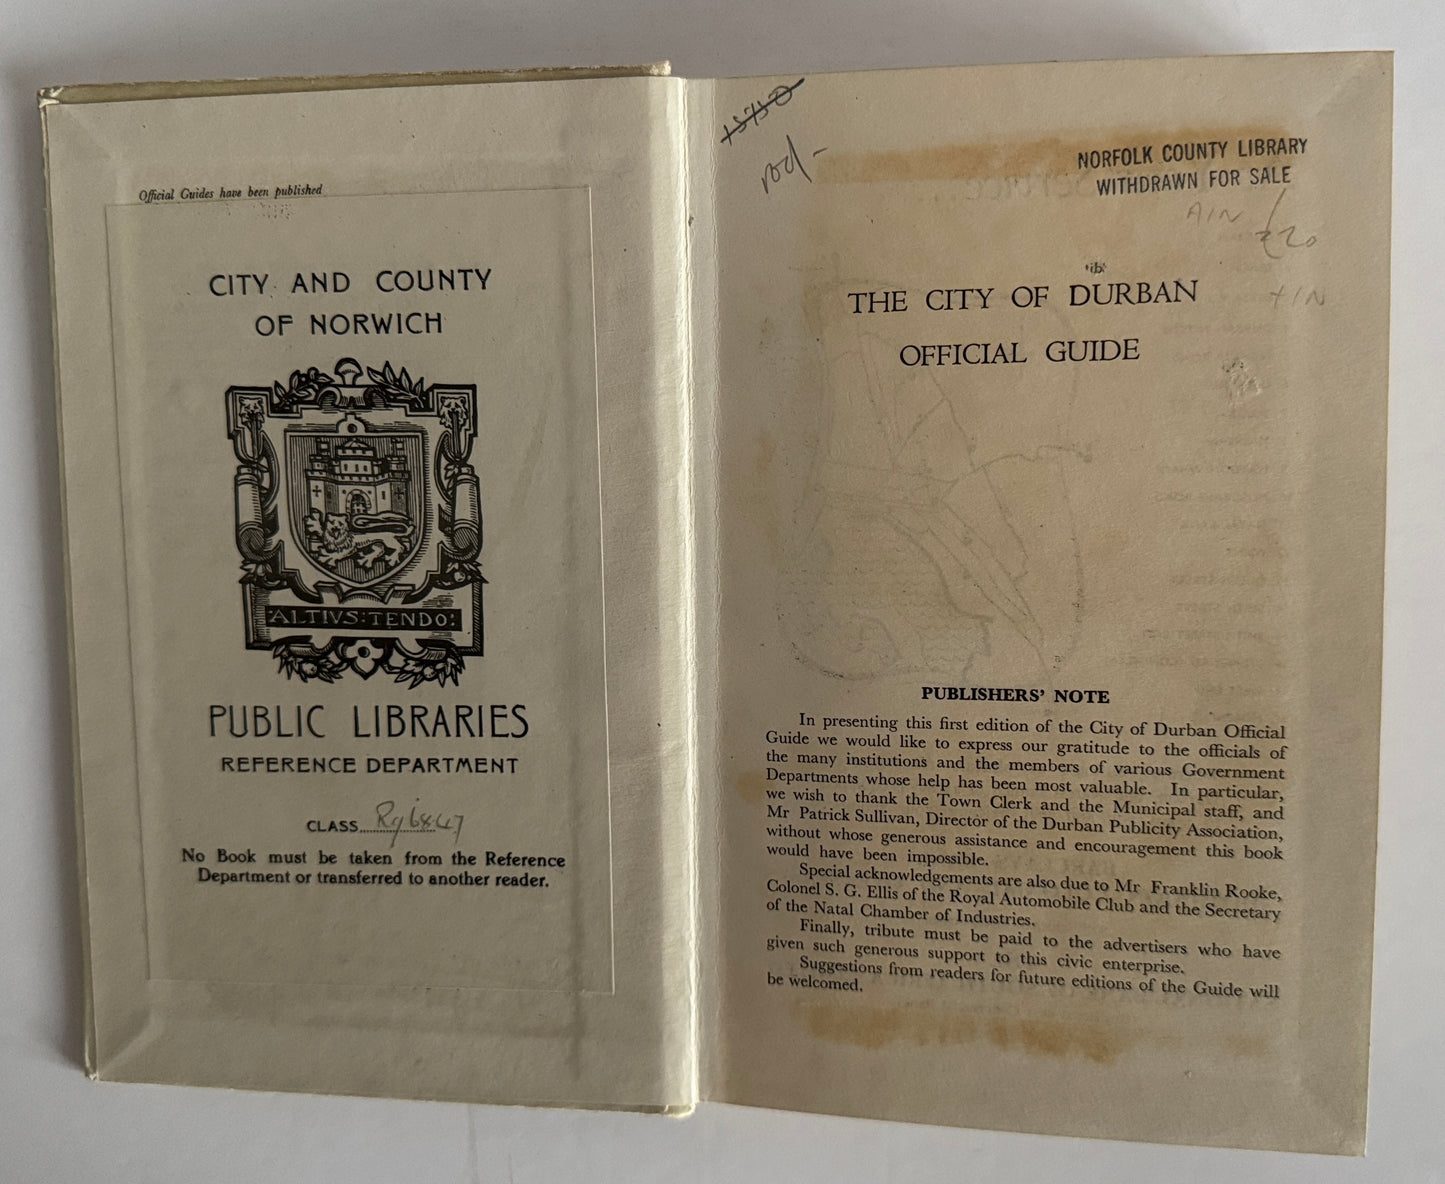 Official Guides have been published
CITY AND COUNTY
OF NORWICH
ALTIVS:TENDO:
PUBLIC LIBRARIES
REFERENCE DEPARTMENT
CLASS
No Book must be taken from the Reference
Department or transferred to another reader.
NORFOLK COUNTY LIBRARY
WITHDRAWN FOR SALE
£20
THE CITY OF DURBAN
OFFICIAL GUIDE
PUBLISHERS' NOTE
In presenting this first edition of the City of Durban Official
Guide we would like to express our gratitude to the officials of
the many institutions and the members of various Government
Departments whose help has been most valuable. In particular,
we wish to thank the Town Clerk and the Municipal staff, and
Mr Patrick Sullivan, Director of the Durban Publicity Association,
without whose generous assistance and encouragement this book
would have been impossible.
Special acknowledgements are also due to Mr Franklin Rooke,
Colonel S. G. Ellis of the Royal Automobile Club and the Secretary
of the Natal Chamber of Industries.
Finally, tribute must be paid to the advertisers who have
given such generous support to this civic enterprise.
Suggestions from readers for future editions of the Guide will
be welcomed.